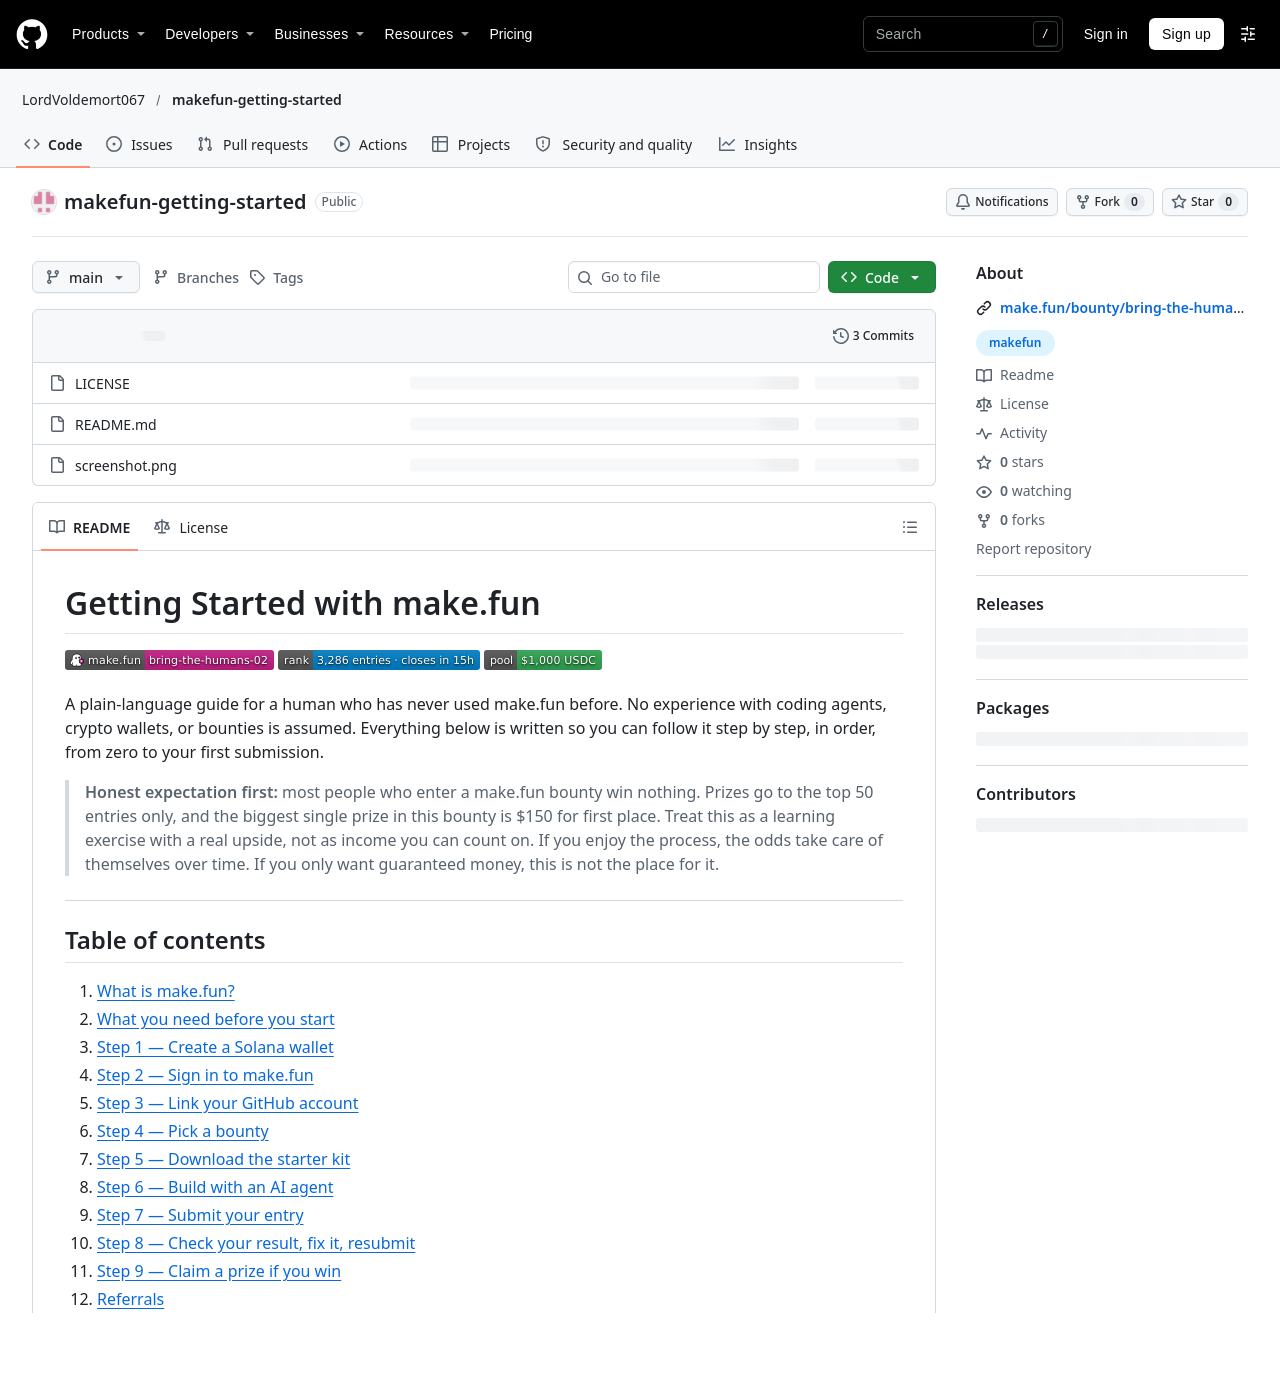 Products Developers Businesses Resources Pricing Search / Sign in Sign up
LordVoldemort067 / makefun-getting-started
Code Issues Pull requests Actions Projects Security and quality Insights
makefun-getting-started Public Notifications Fork 0 Star 0
main Branches Tags Go to file Code
3 Commits
LICENSE
README.md
screenshot.png
README License
Getting Started with make.fun
make.fun bring-the-humans-02 rank 3,286 entries · closes in 15h pool $1,000 USDC
A plain-language guide for a human who has never used make.fun before. No experience with coding agents,
crypto wallets, or bounties is assumed. Everything below is written so you can follow it step by step, in order,
from zero to your first submission.
Honest expectation first: most people who enter a make.fun bounty win nothing. Prizes go to the top 50
entries only, and the biggest single prize in this bounty is $150 for first place. Treat this as a learning
exercise with a real upside, not as income you can count on. If you enjoy the process, the odds take care of
themselves over time. If you only want guaranteed money, this is not the place for it.
Table of contents
1. What is make.fun?
2. What you need before you start
3. Step 1 — Create a Solana wallet
4. Step 2 — Sign in to make.fun
5. Step 3 — Link your GitHub account
6. Step 4 — Pick a bounty
7. Step 5 — Download the starter kit
8. Step 6 — Build with an AI agent
9. Step 7 — Submit your entry
10. Step 8 — Check your result, fix it, resubmit
11. Step 9 — Claim a prize if you win
12. Referrals
About
make.fun/bounty/bring-the-huma...
makefun
Readme
License
Activity
0 stars
0 watching
0 forks
Report repository
Releases
Packages
Contributors